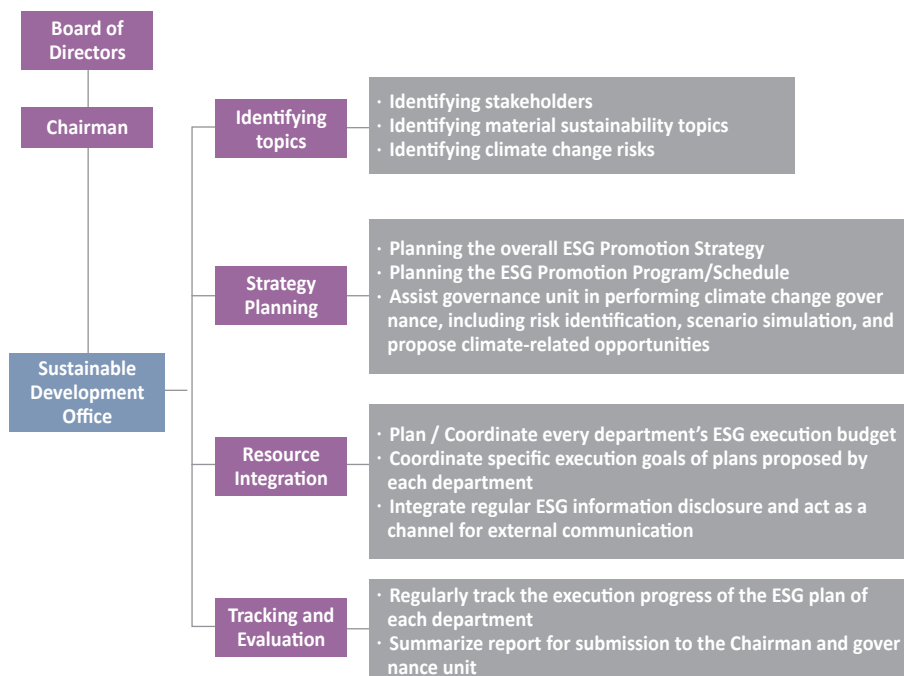 Board of
Directors
Chairman
Sustainable
Development
Office
Identifying
topics
· Identifying stakeholders
· Identifying material sustainability topics
· Identifying climate change risks
Strategy
Planning
· Planning the overall ESG Promotion Strategy
· Planning the ESG Promotion Program/Schedule
· Assist governance unit in performing climate change gover
nance, including risk identification, scenario simulation, and
propose climate-related opportunities
Resource
Integration
· Plan / Coordinate every department's ESG execution budget
· Coordinate specific execution goals of plans proposed by
each department
· Integrate regular ESG information disclosure and act as a
channel for external communication
Tracking and
Evaluation
· Regularly track the execution progress of the ESG plan of
each department
· Summarize report for submission to the Chairman and gover
nance unit